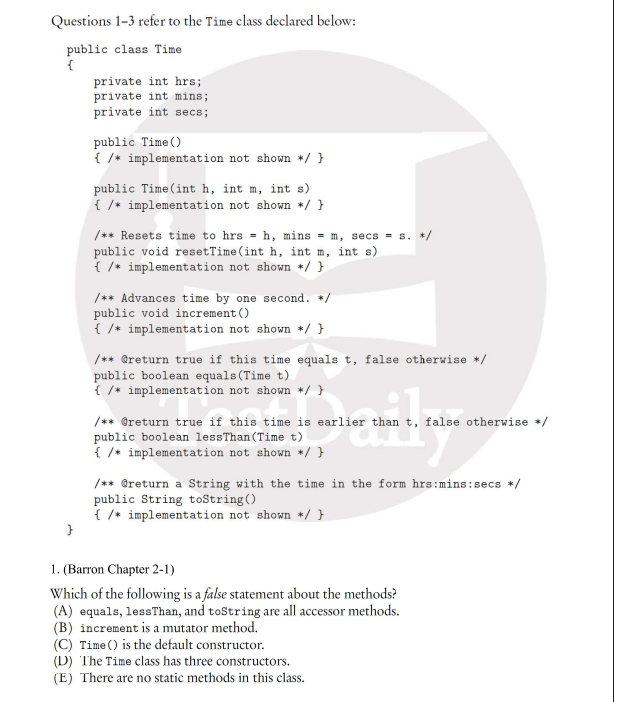 Questions 1–3 refer to the Time class declared below:
public class Time
{
private int hrs;
private int mins;
private int secs;
public Time()
{ /* implementation not shown */ }
public Time(int h, int m, int s)
{ /* implementation not shown */ }
/** Resets time to hrs = h, mins = m, secs = s. */
public void resetTime(int h, int m, int s)
{ /* implementation not shown */ }
/** Advances time by one second. */
public void increment()
{ /* implementation not shown */ }
/** @return true if this time equals t, false otherwise */
public boolean equals(Time t)
{ /* implementation not shown */ }
TestDaily
/** @return true if this time is earlier than t, false otherwise */
public boolean lessThan(Time t)
{ /* implementation not shown */ }
/** @return a String with the time in the form hrs:mins:secs */
public String toString()
{ /* implementation not shown */ }
}
1. (Barron Chapter 2-1)
Which of the following is a false statement about the methods?
(A) equals, lessThan, and toString are all accessor methods.
(B) increment is a mutator method.
(C) Time() is the default constructor.
(D) The Time class has three constructors.
(E) There are no static methods in this class.